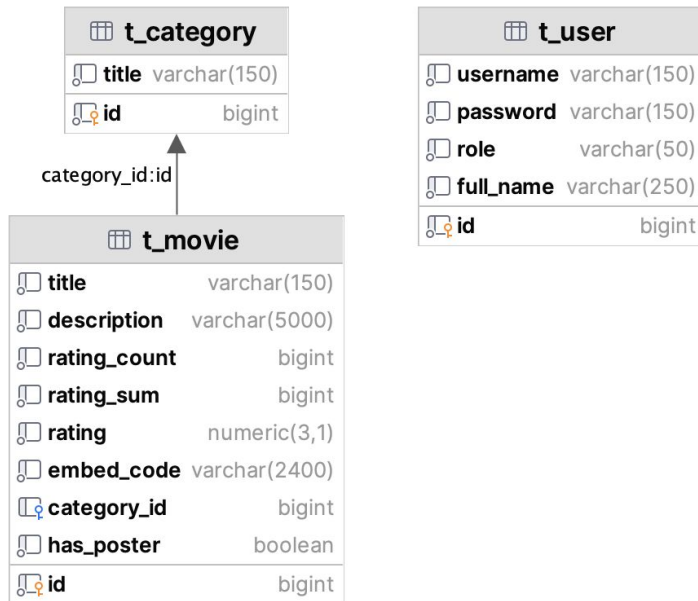 t_category
title varchar(150)
id bigint
category_id:id
t_movie
title varchar(150)
description varchar(5000)
rating_count bigint
rating_sum bigint
rating numeric(3,1)
embed_code varchar(2400)
category_id bigint
has_poster boolean
id bigint
t_user
username varchar(150)
password varchar(150)
role varchar(50)
full_name varchar(250)
id bigint